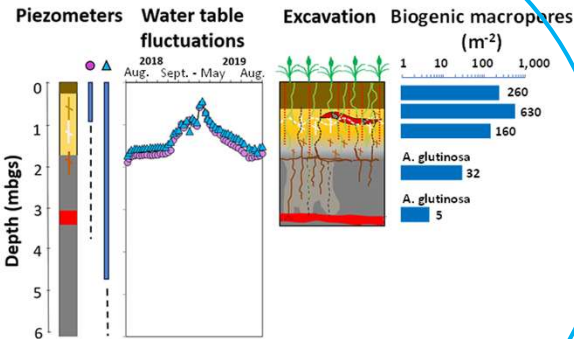 Piezometers
Water table
fluctuations
Excavation
Biogenic macropores
(m-2)
2018 2019
Aug. Sept. - May Aug.
1 10 100 1,000
Depth (mbgs)
0
1
2
3
4
5
6
260
630
160
A. glutinosa
32
A. glutinosa
5